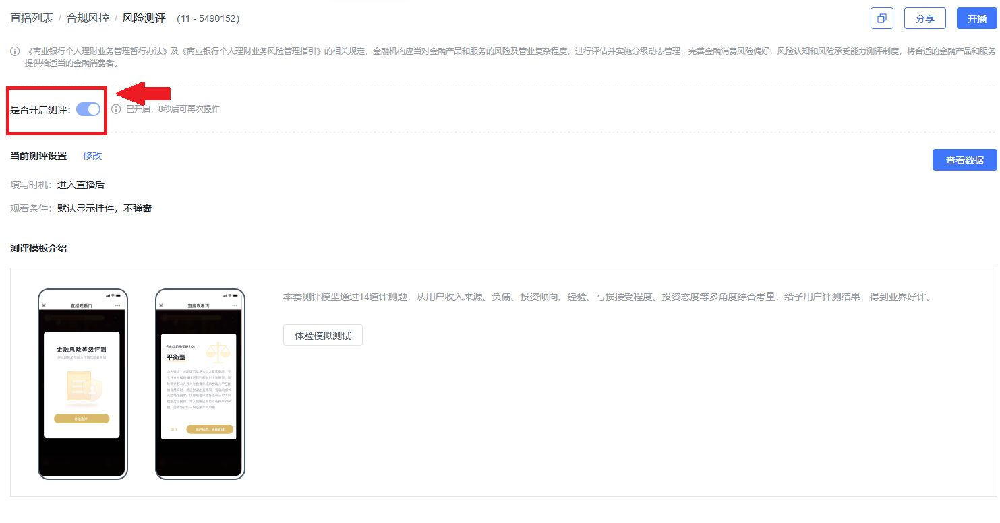 直播列表 / 合规风控 / 风险测评 (11 - 5490152)
分享
开播
《商业银行个人理财业务管理暂行办法》及《商业银行个人理财业务风险管理指引》的相关规定，金融机构应当对金融产品和服务的风险及管业复杂程度，进行评估并实施分级动态管理，完善金融消费风险偏好，风险认知和风险承受能力测评制度，将合适的金融产品和服务
提供给适当的金融消费者。
是否开启测评：
已开启，8秒后可再次操作
当前测评设置 修改
查看数据
填写时机：进入直播后
观看条件：默认显示挂件，不弹窗
测评模板介绍
直播观看页
金融风险等级评测
开始测评
直播观看页
平衡型
本套测评模型通过14道评测题，从用户收入来源、负债、投资倾向、经验、亏损接受程度、投资态度等多角度综合考量，给予用户评测结果，得到业界好评。
体验模拟测试